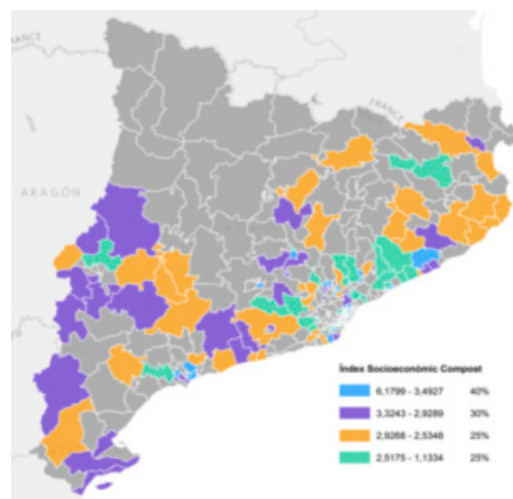 FRANCE
FRANCE
ARAGÓN
Índex Socioeconòmic Compost
6,1799 - 3,4927 40%
3,3243 - 2,9289 30%
2,9268 - 2,5348 25%
2,5175 - 1,1334 25%